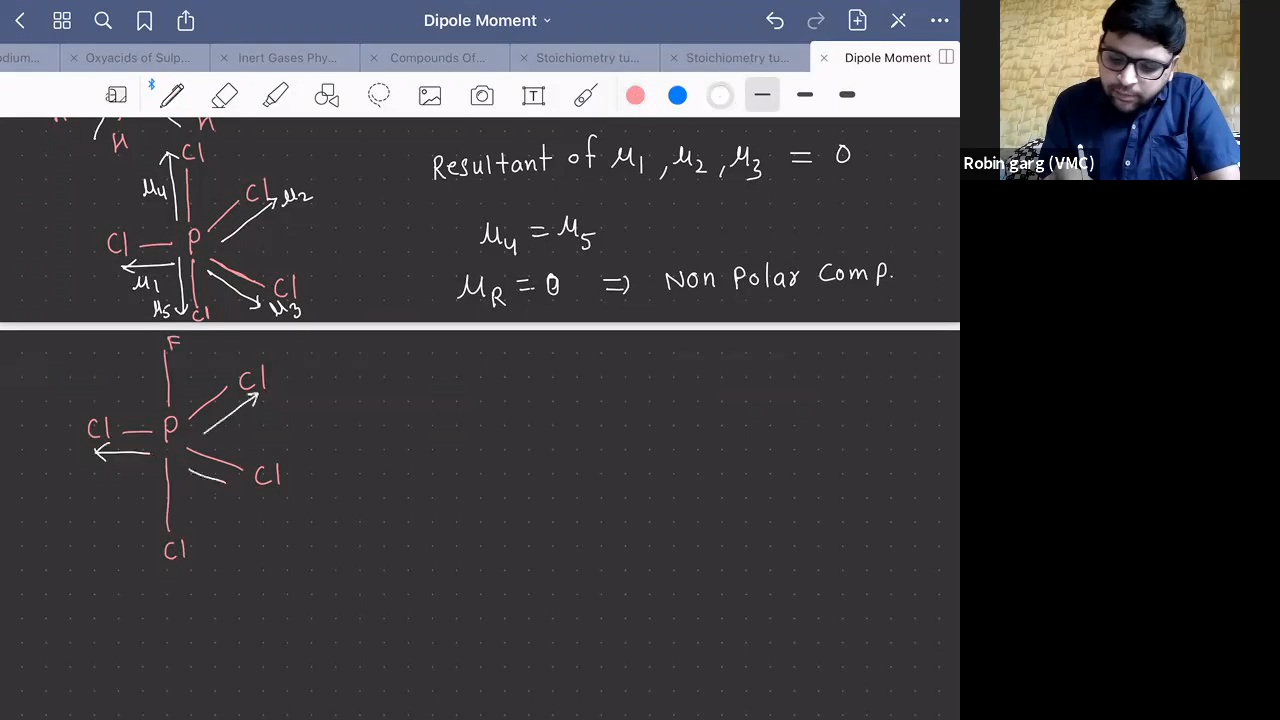 Dipole Moment
odium...
Oxyacids of Sulp...
Inert Gases Phy...
Compounds Of...
Stoichiometry tu...
Stoichiometry tu...
Dipole Moment
T
Robin garg (VMC)
H
H
Cl
μ4
Cl
μ2
Cl
P
μ1
Cl
μ5
Cl
μ3
Resultant of μ1, μ2, μ3 = 0
μ4 = μ5
μR = 0 ⇒ Non Polar Comp.
F
Cl
Cl
P
Cl
Cl